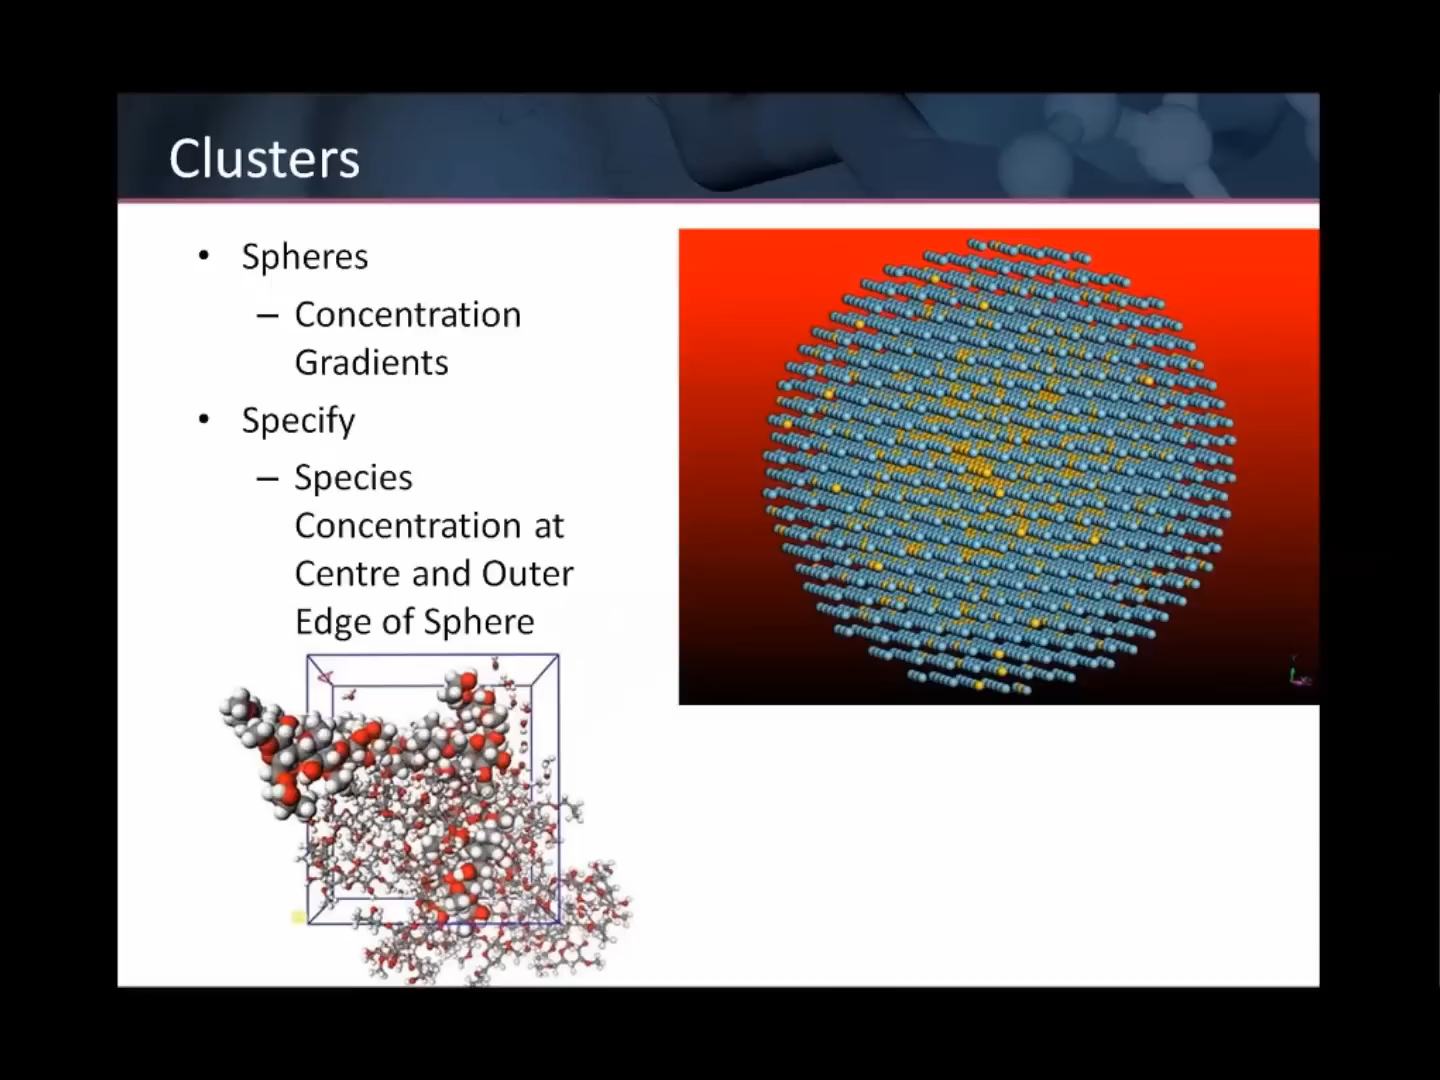 Clusters
• Spheres
– Concentration
Gradients
• Specify
– Species
Concentration at
Centre and Outer
Edge of Sphere